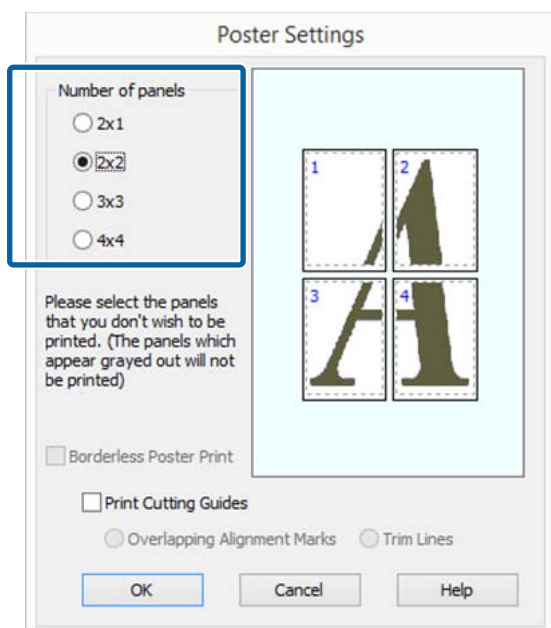 Poster Settings
Number of panels
2x1
2x2
3x3
4x4
1
2
3
4
Please select the panels
that you don't wish to be
printed. (The panels which
appear grayed out will not
be printed)
Borderless Poster Print
Print Cutting Guides
Overlapping Alignment Marks
Trim Lines
OK
Cancel
Help